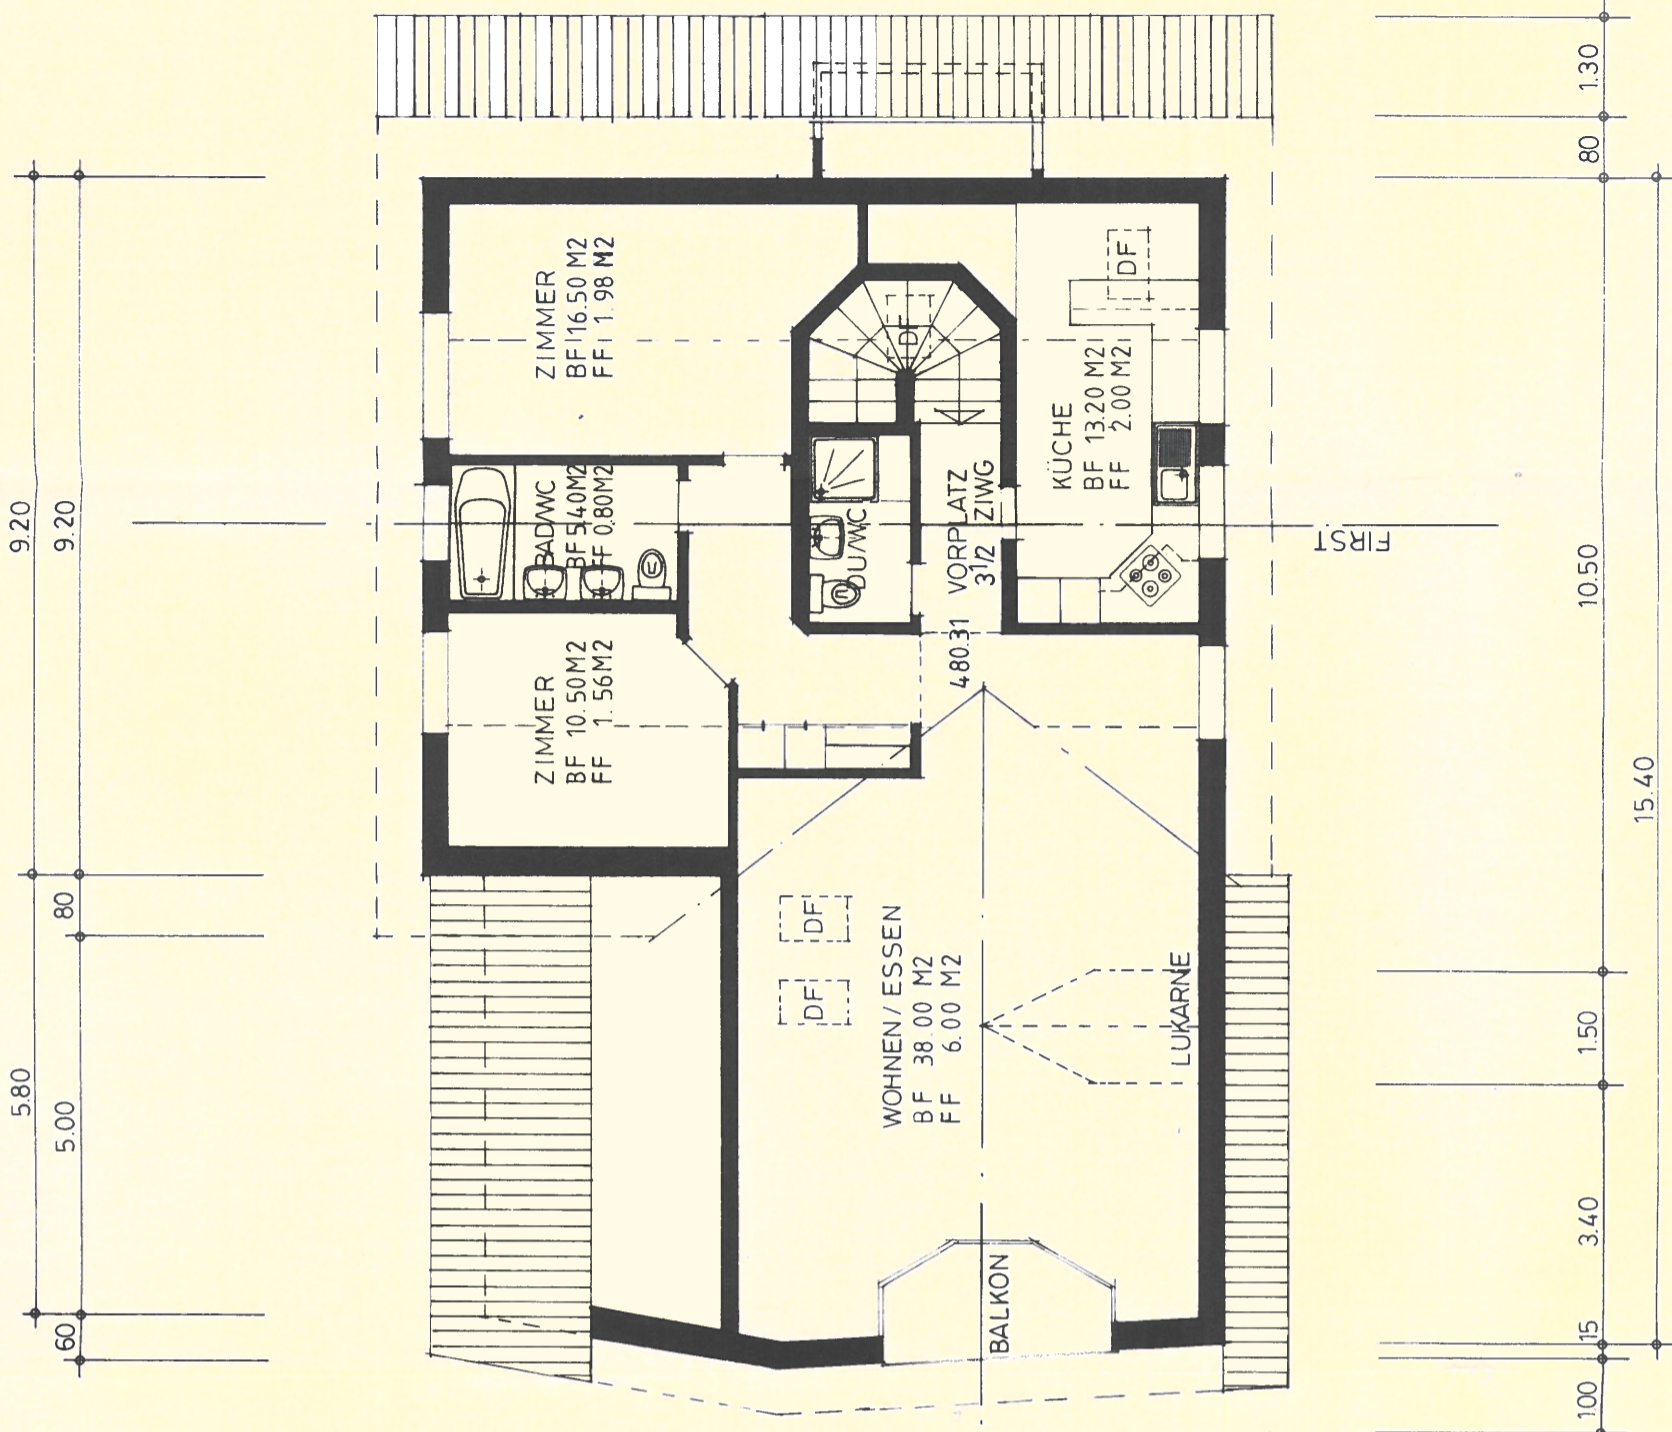 ZIMMER
BF 16.50 M2
FF 1.98 M2
DF
DF
KÜCHE
BF 13.20 M2
FF 2.00 M2
BAD/WC
BF 5.40M2
FF 0.80M2
DU/WC
VORPLATZ
3 1/2 ZIWG
480.31
FIRST
ZIMMER
BF 10.50M2
FF 1.56M2
DF
DF
WOHNEN/ESSEN
BF 38.00 M2
FF 6.00 M2
LUKARNE
BALKON
9.20
9.20
80
5.80
5.00
60
1.30
80
10.50
15.40
1.50
3.40
15
100